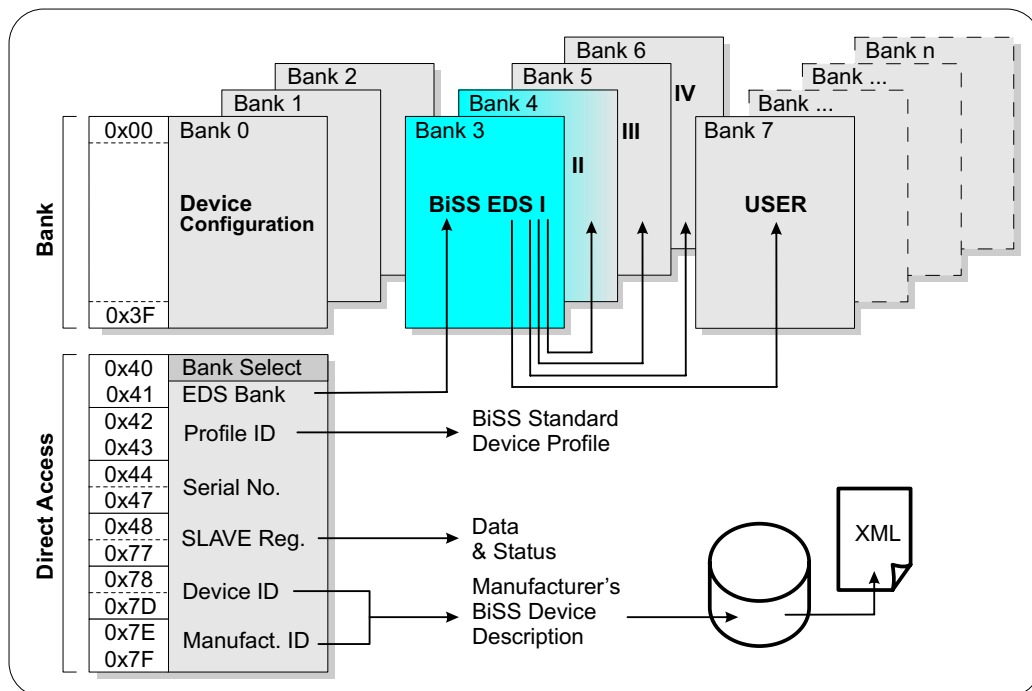 Bank 6
Bank n
Bank 2
Bank 5
Bank ...
Bank 1
Bank 4
IV
Bank ...
0x00
Bank 0
Bank 3
III
Bank 7
II
Device
Configuration
BiSS EDS I
USER
Bank
0x3F
0x40
Bank Select
0x41
EDS Bank
0x42
Profile ID
0x43
BiSS Standard
Device Profile
0x44
Serial No.
0x47
0x48
SLAVE Reg.
0x77
Data
& Status
XML
0x78
Device ID
0x7D
Manufacturer's
BiSS Device
Description
0x7E
Manufact. ID
0x7F
Direct Access